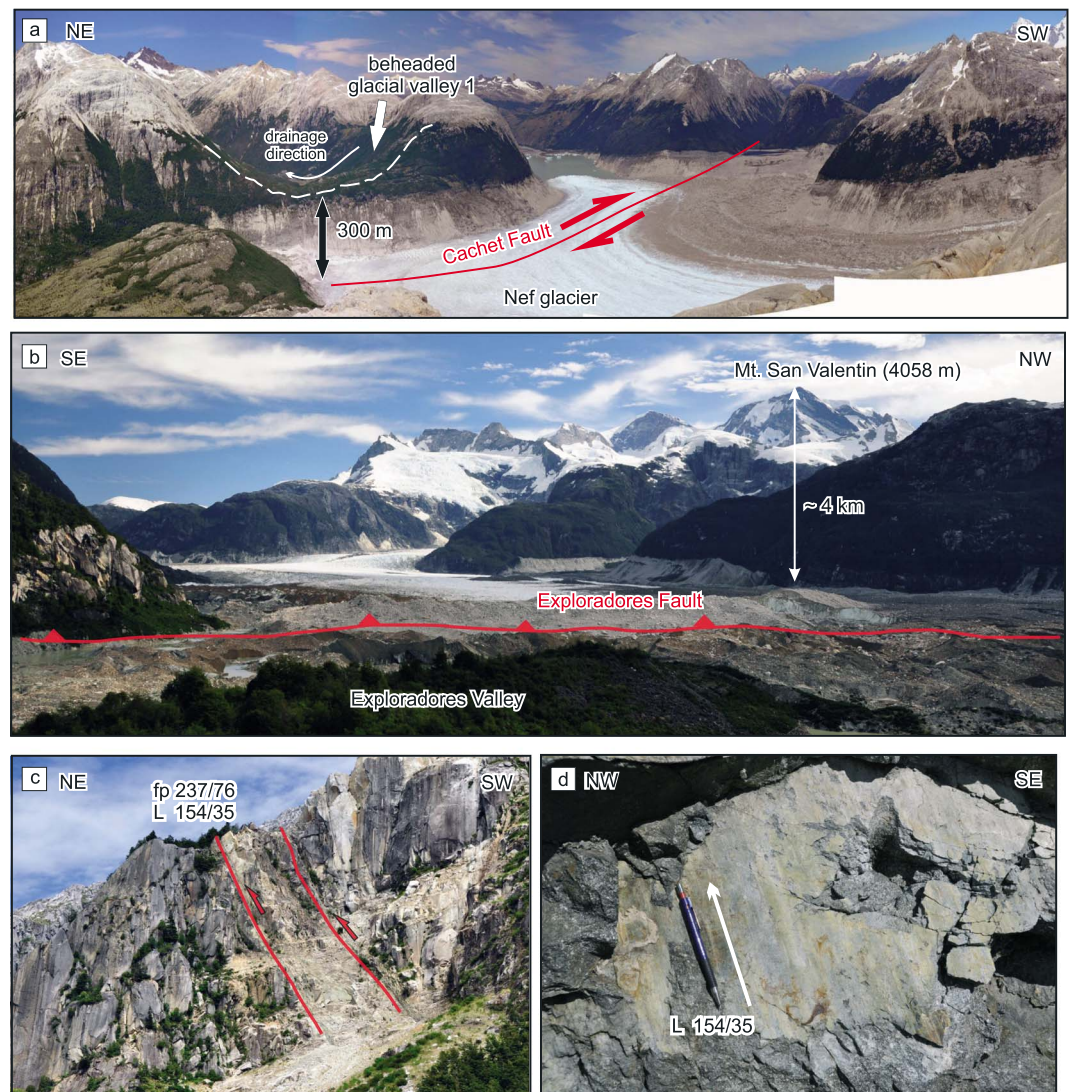 a NE
SW
beheaded
glacial valley 1
drainage
direction
300 m
Cachet Fault
Nef glacier
b SE
NW
Mt. San Valentin (4058 m)
~ 4 km
Exploradores Fault
Exploradores Valley
c NE
SW
fp 237/76
L 154/35
d NW
SE
L 154/35